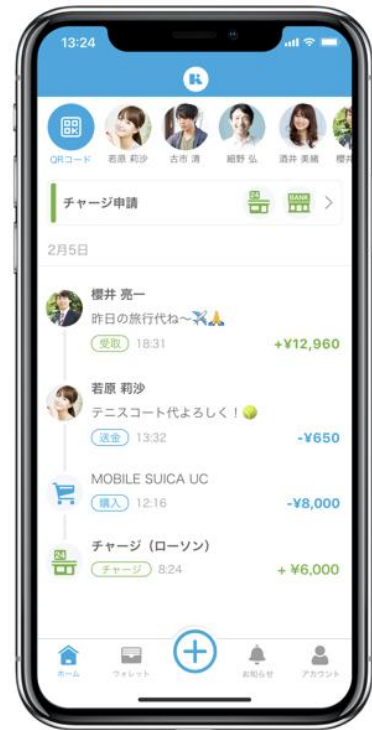 13:24
K
QRコード
若原 莉沙
古市 清
細野 弘
酒井 美緒
櫻井
チャージ申請
24
BANK
2月5日
櫻井 亮一
昨日の旅行代ね〜✈️🙏
受取 18:31
+¥12,960
若原 莉沙
テニスコート代よろしく！🎾
送金 13:32
-¥650
MOBILE SUICA UC
購入 12:16
-¥8,000
24
チャージ（ローソン）
チャージ 8:24
+ ¥6,000
ホーム
ウォレット
お知らせ
アカウント